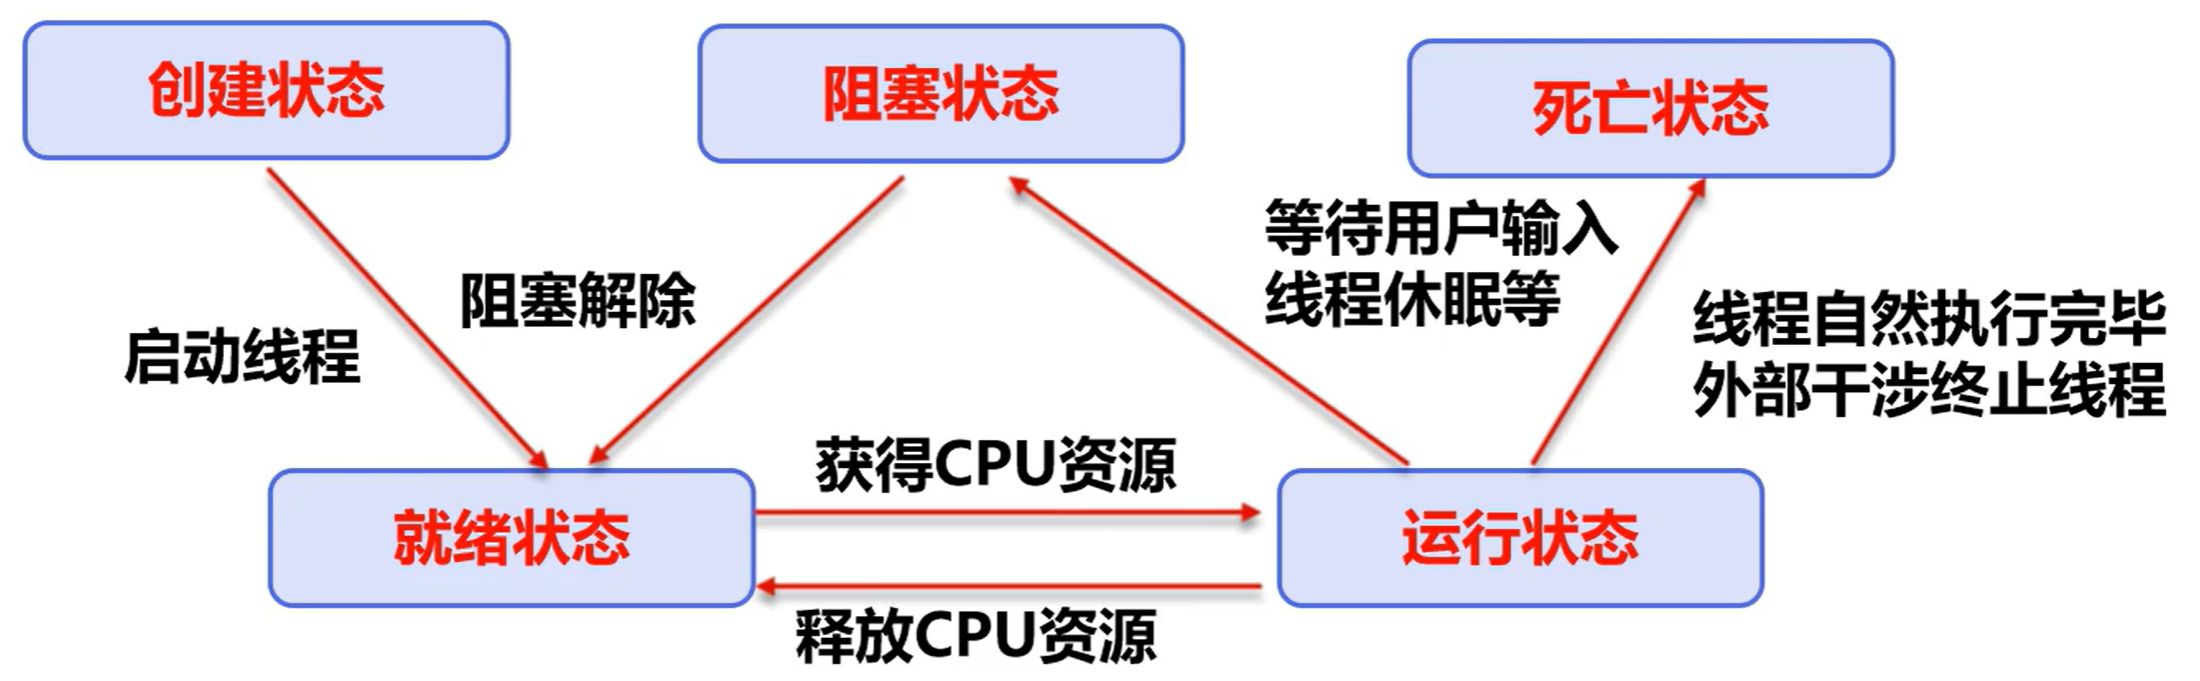 创建状态
阻塞状态
死亡状态
等待用户输入
线程休眠等
阻塞解除
启动线程
线程自然执行完毕
外部干涉终止线程
获得CPU资源
就绪状态
运行状态
释放CPU资源